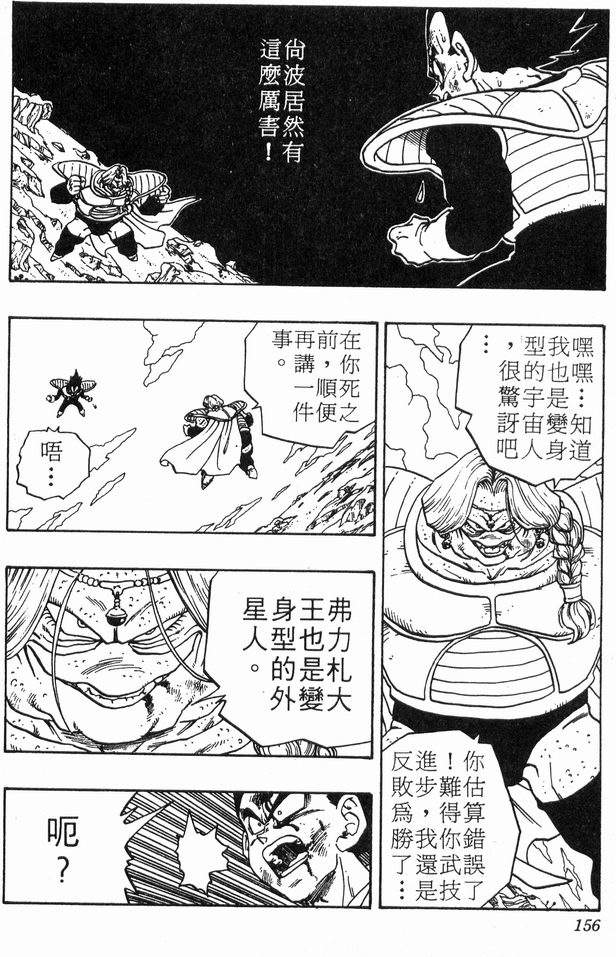 尙波居然有
這麼厲害！
嘿嘿…知道
我也是變身
型的宇宙人
，很驚訝吧
…
你估算錯誤了
！難得你武技
進步，我還是
反敗爲勝了…
在你死之
前，順便
再講一件
事。
唔…
弗力札大
王也是變
身型的外
星人。
呃？
156